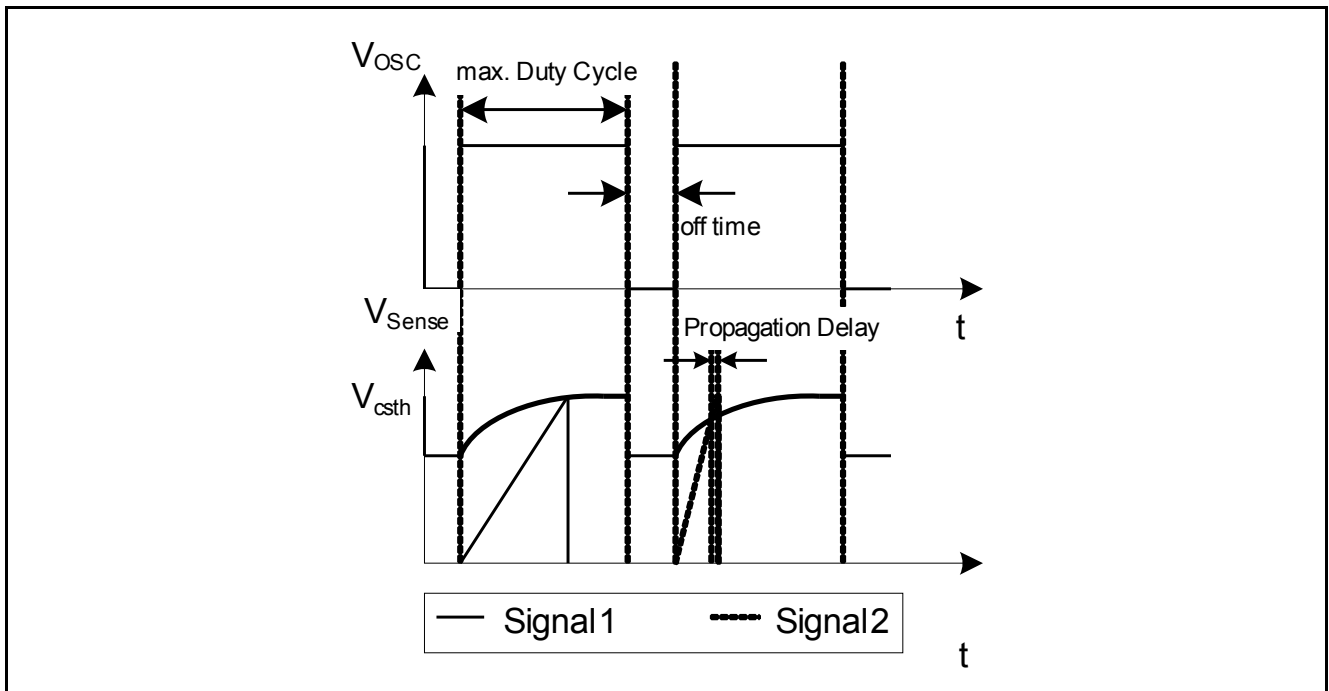 VOSC
max. Duty Cycle
off time
VSense
Propagation Delay
t
Vcsth
Signal1
Signal2
t